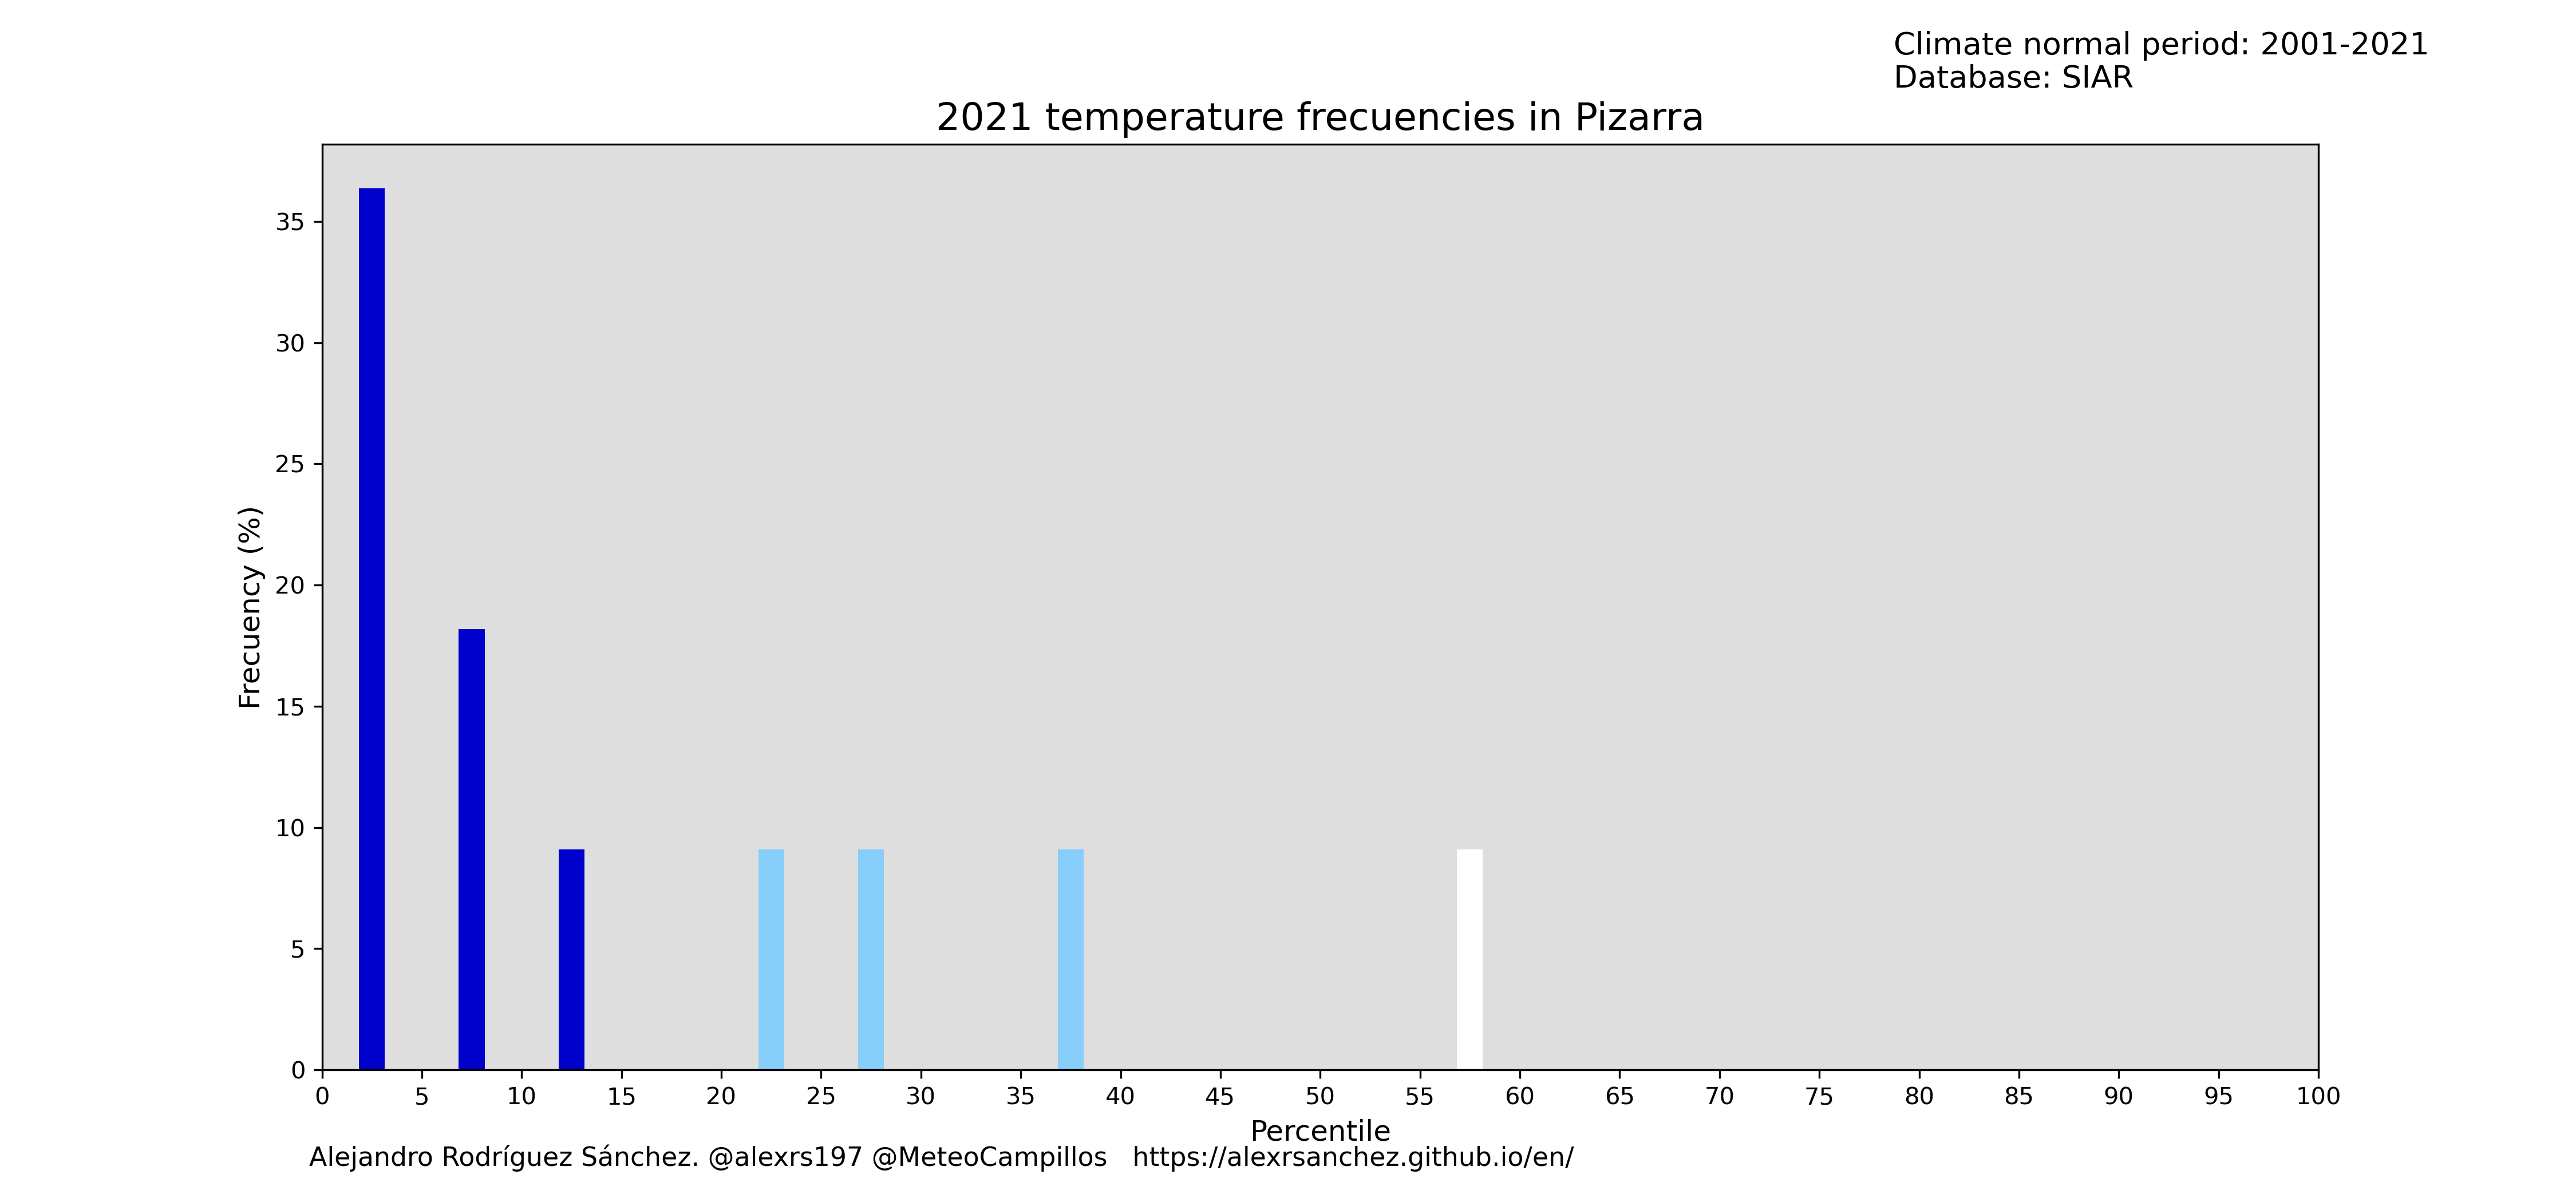 Climate normal period: 2001-2021
Database: SIAR
2021 temperature frecuencies in Pizarra
Frecuency (%)
35
30
25
20
15
10
5
0
0 5 10 15 20 25 30 35 40 45 50 55 60 65 70 75 80 85 90 95 100
Percentile
Alejandro Rodríguez Sánchez. @alexrs197 @MeteoCampillos https://alexrsanchez.github.io/en/